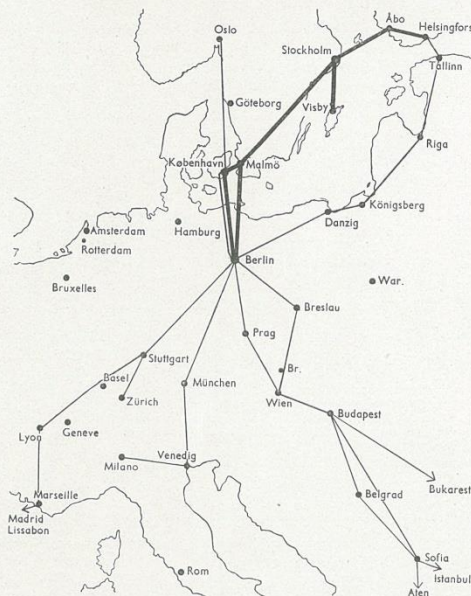 Oslo
Åbo
Helsingfors
Stockholm
Tallinn
Göteborg
Visby
Riga
København
Malmö
Königsberg
Danzig
Amsterdam
Hamburg
Rotterdam
7
Berlin
Bruxelles
War.
Breslau
Prag
Stuttgart
Basel
Br.
München
Zürich
Wien
Budapest
Lyon
Geneve
Milano
Venedig
Bukarest
Marseille
Belgrad
Madrid
Lissabon
Sofia
Rom
Istanbul
Aten